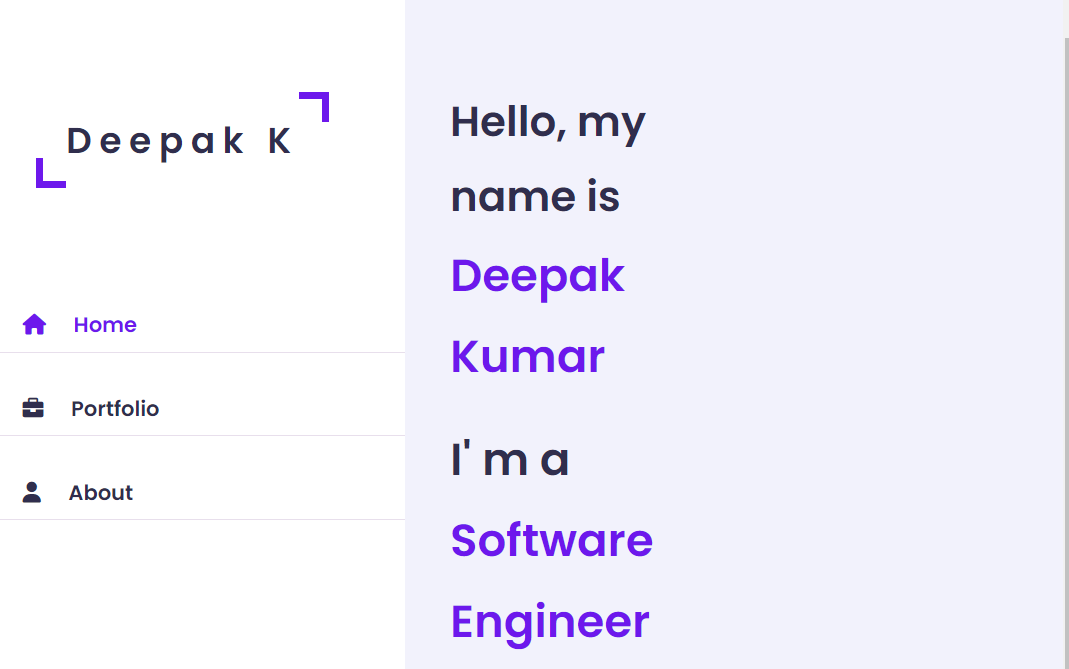 Deepak K
Home
Portfolio
About
Hello, my
name is
Deepak
Kumar
I' m a
Software
Engineer